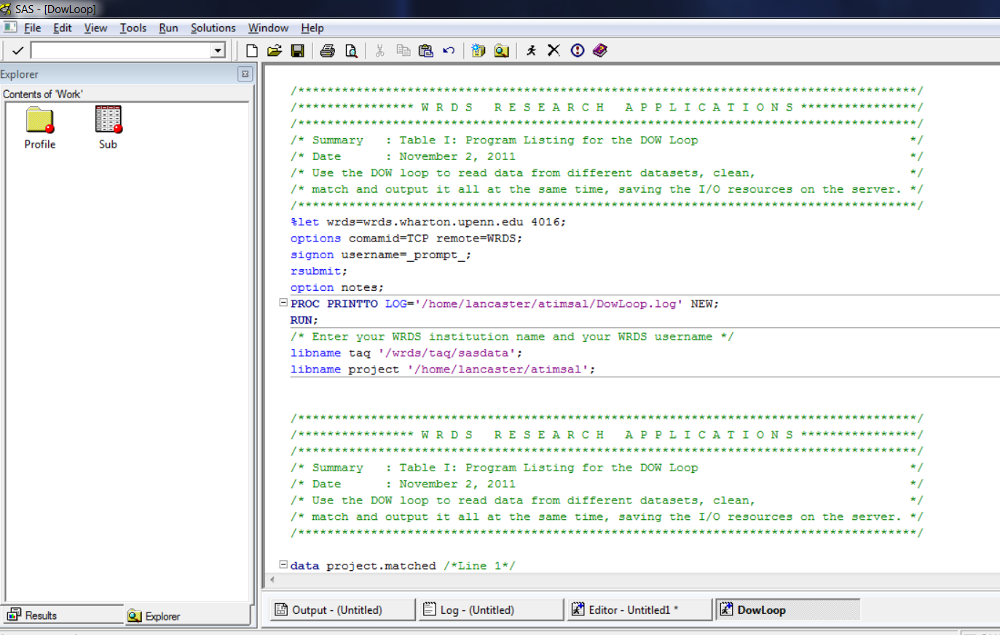 SAS - [DowLoop]
File Edit View Tools Run Solutions Window Help
Explorer
Contents of 'Work'
Profile Sub
/*************************************************************************************/
/**************** W R D S   R E S E A R C H   A P P L I C A T I O N S ****************/
/*************************************************************************************/
/* Summary   : Table I: Program Listing for the DOW Loop                             */
/* Date      : November 2, 2011                                                      */
/* Use the DOW loop to read data from different datasets, clean,                     */
/* match and output it all at the same time, saving the I/O resources on the server. */
/*************************************************************************************/
%let wrds=wrds.wharton.upenn.edu 4016;
options comamid=TCP remote=WRDS;
signon username=_prompt_;
rsubmit;
option notes;
PROC PRINTTO LOG='/home/lancaster/atimsal/DowLoop.log' NEW;
RUN;
/* Enter your WRDS institution name and your WRDS username */
libname taq '/wrds/taq/sasdata';
libname project '/home/lancaster/atimsal';
/*************************************************************************************/
/**************** W R D S   R E S E A R C H   A P P L I C A T I O N S ****************/
/*************************************************************************************/
/* Summary   : Table I: Program Listing for the DOW Loop                             */
/* Date      : November 2, 2011                                                      */
/* Use the DOW loop to read data from different datasets, clean,                     */
/* match and output it all at the same time, saving the I/O resources on the server. */
/*************************************************************************************/
data project.matched /*Line 1*/
Results Explorer
Output - (Untitled) Log - (Untitled) Editor - Untitled1 * DowLoop